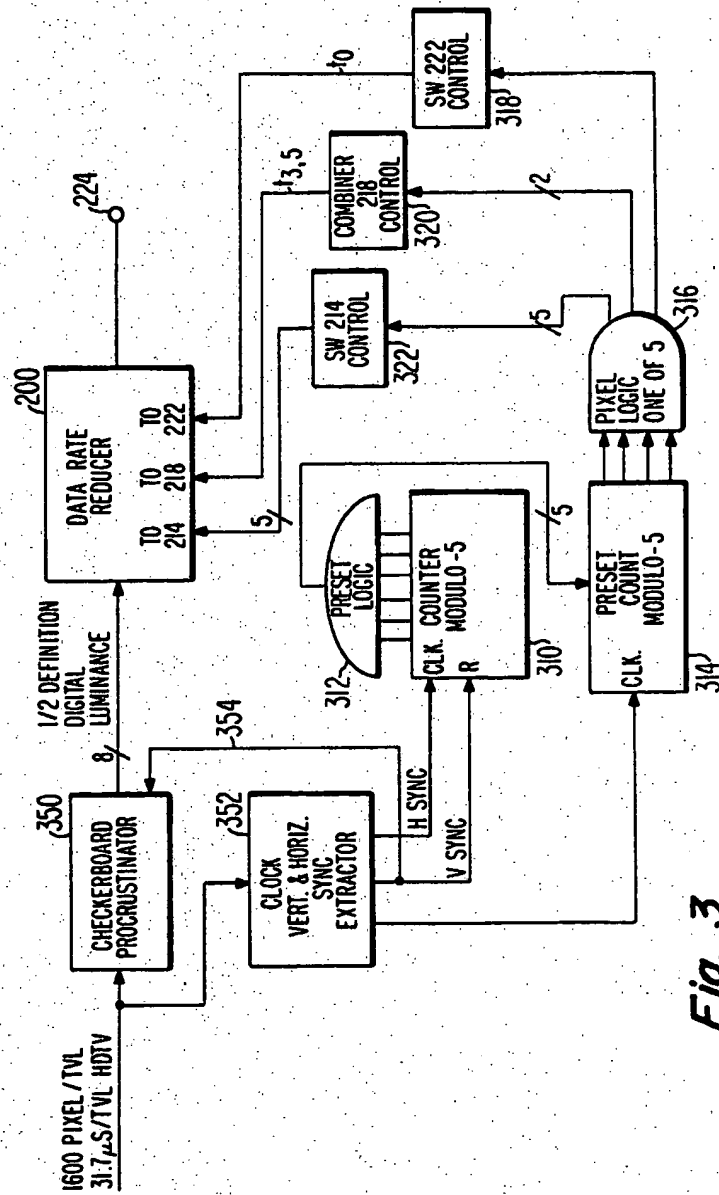 1600 PIXEL/TVL
31.7µS/TVL HDTV
350
CHECKERBOARD
PROCRUSTINATOR
8
1/2 DEFINITION
DIGITAL
LUMINANCE
200
DATA RATE
REDUCER
TO
214
TO
218
TO
222
224
352
CLOCK
VERT. & HORIZ.
SYNC
EXTRACTOR
354
H SYNC
V SYNC
312
PRESET
LOGIC
CLK.
R
COUNTER
MODULO-5
310
5
5
SW 214
CONTROL
322
t3,5
COMBINER
218
CONTROL
320
t0
SW 222
CONTROL
318
5
2
CLK.
PRESET
COUNT
MODULO-5
314
PIXEL
LOGIC
ONE OF 5
316
Fig. 3